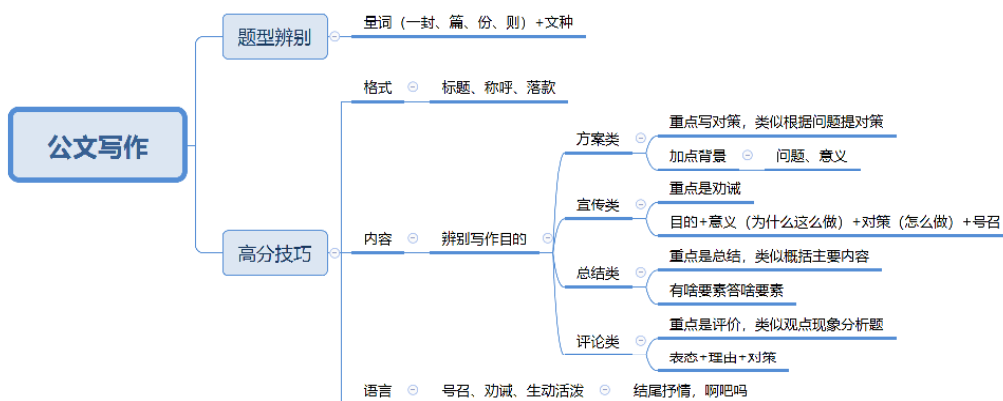 公文写作
题型辨别
量词（一封、篇、份、则）+文种
高分技巧
格式
标题、称呼、落款
内容
辨别写作目的
方案类
重点写对策，类似根据问题提对策
加点背景
问题、意义
宣传类
重点是劝诫
目的+意义（为什么这么做）+对策（怎么做）+号召
总结类
重点是总结，类似概括主要内容
有啥要素答啥要素
评论类
重点是评价，类似观点现象分析题
表态+理由+对策
语言
号召、劝诫、生动活泼
结尾抒情，啊吧吗